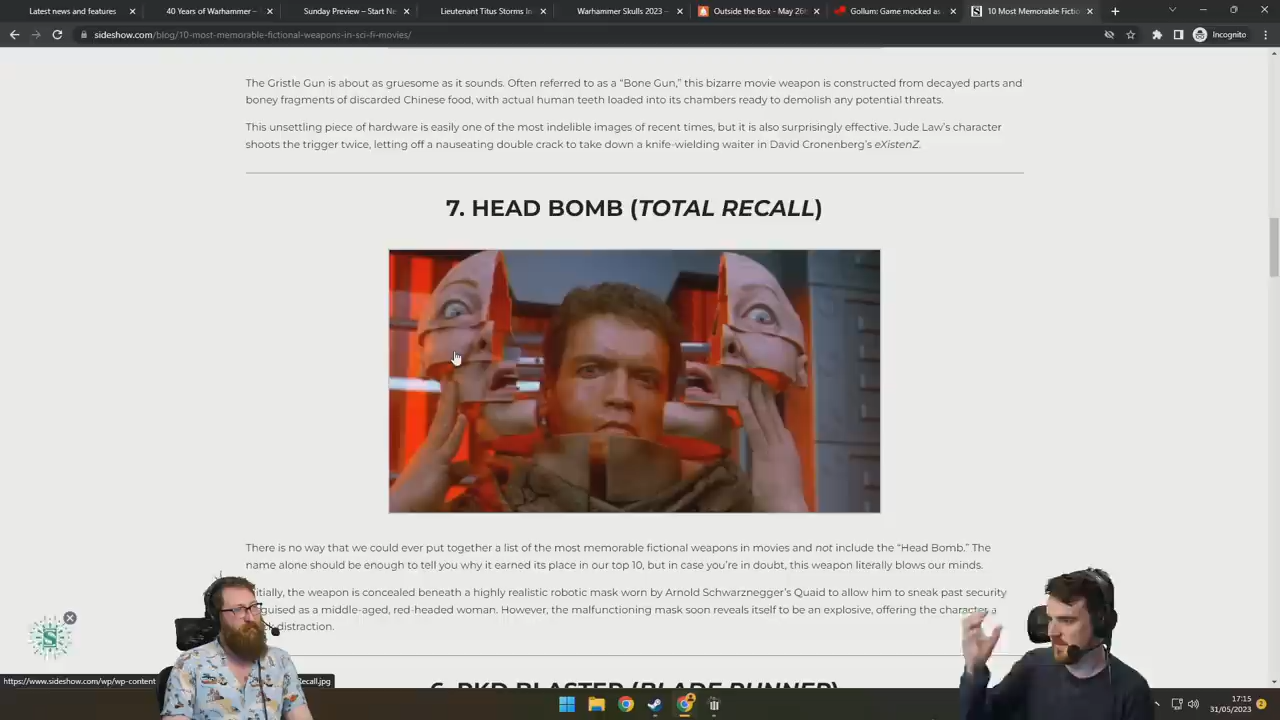 Latest news and features
40 Years of Warhammer –
Sunday Preview – Start Ne
Lieutenant Titus Storms In
Warhammer Skulls 2023 –
Outside the Box - May 26th
Gollum: Game mocked as
10 Most Memorable Fictio
sideshow.com/blog/10-most-memorable-fictional-weapons-in-sci-fi-movies/
Incognito
The Gristle Gun is about as gruesome as it sounds. Often referred to as a “Bone Gun,” this bizarre movie weapon is constructed from decayed parts and
boney fragments of discarded Chinese food, with actual human teeth loaded into its chambers ready to demolish any potential threats.
This unsettling piece of hardware is easily one of the most indelible images of recent times, but it is also surprisingly effective. Jude Law’s character
shoots the trigger twice, letting off a nauseating double crack to take down a knife-wielding waiter in David Cronenberg’s eXistenZ.
7. HEAD BOMB (TOTAL RECALL)
There is no way that we could ever put together a list of the most memorable fictional weapons in movies and not include the “Head Bomb.” The
name alone should be enough to tell you why it earned its place in our top 10, but in case you’re in doubt, this weapon literally blows our minds.
itially, the weapon is concealed beneath a highly realistic robotic mask worn by Arnold Schwarznegger’s Quaid to allow him to sneak past security
guised as a middle-aged, red-headed woman. However, the malfunctioning mask soon reveals itself to be an explosive, offering the character a
distraction.
S
https://www.sideshow.com/wp/wp-content
ecall.jpg
6. PKD BLASTER (BLADE RUNNER)
17:15
31/05/2023
2